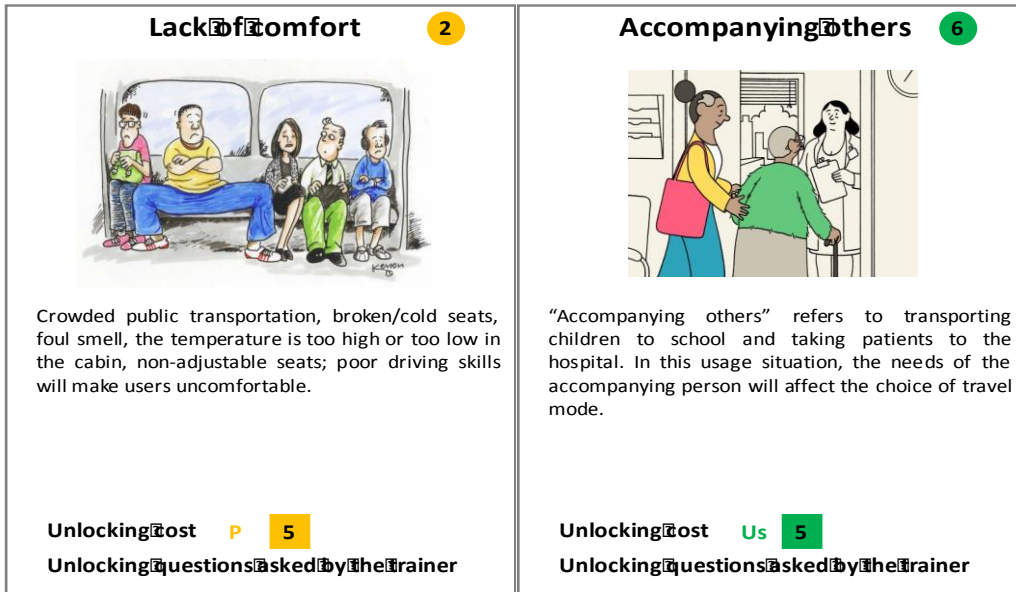 Lack of comfort 2
Kenon
Crowded public transportation, broken/cold seats,
foul smell, the temperature is too high or too low in
the cabin, non-adjustable seats; poor driving skills
will make users uncomfortable.
Unlocking cost P 5
Unlocking questions asked by the trainer
Accompanying others 6
“Accompanying others” refers to transporting
children to school and taking patients to the
hospital. In this usage situation, the needs of the
accompanying person will affect the choice of travel
mode.
Unlocking cost Us 5
Unlocking questions asked by the trainer